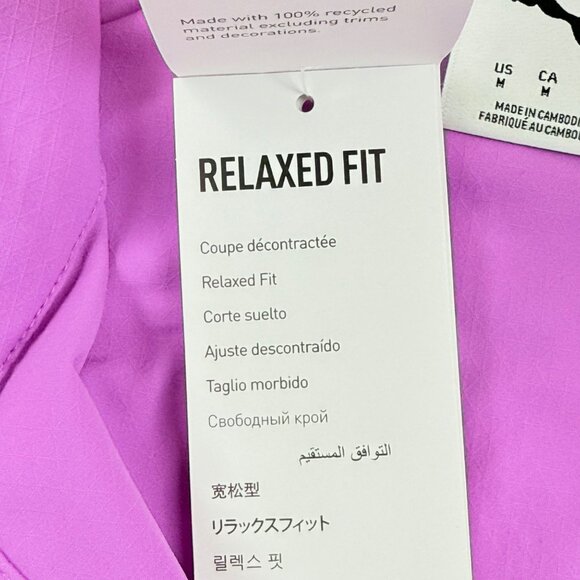 Made with 100% recycled
material excluding trims
and decorations.
US CA
M M
MADE IN CAMBOD
FABRIQUÉ AU CAMBO
RELAXED FIT
Coupe décontractée
Relaxed Fit
Corte suelto
Ajuste descontraído
Taglio morbido
Свободный крой
التوافق المستقيم
宽松型
リラックスフィット
릴렉스 핏